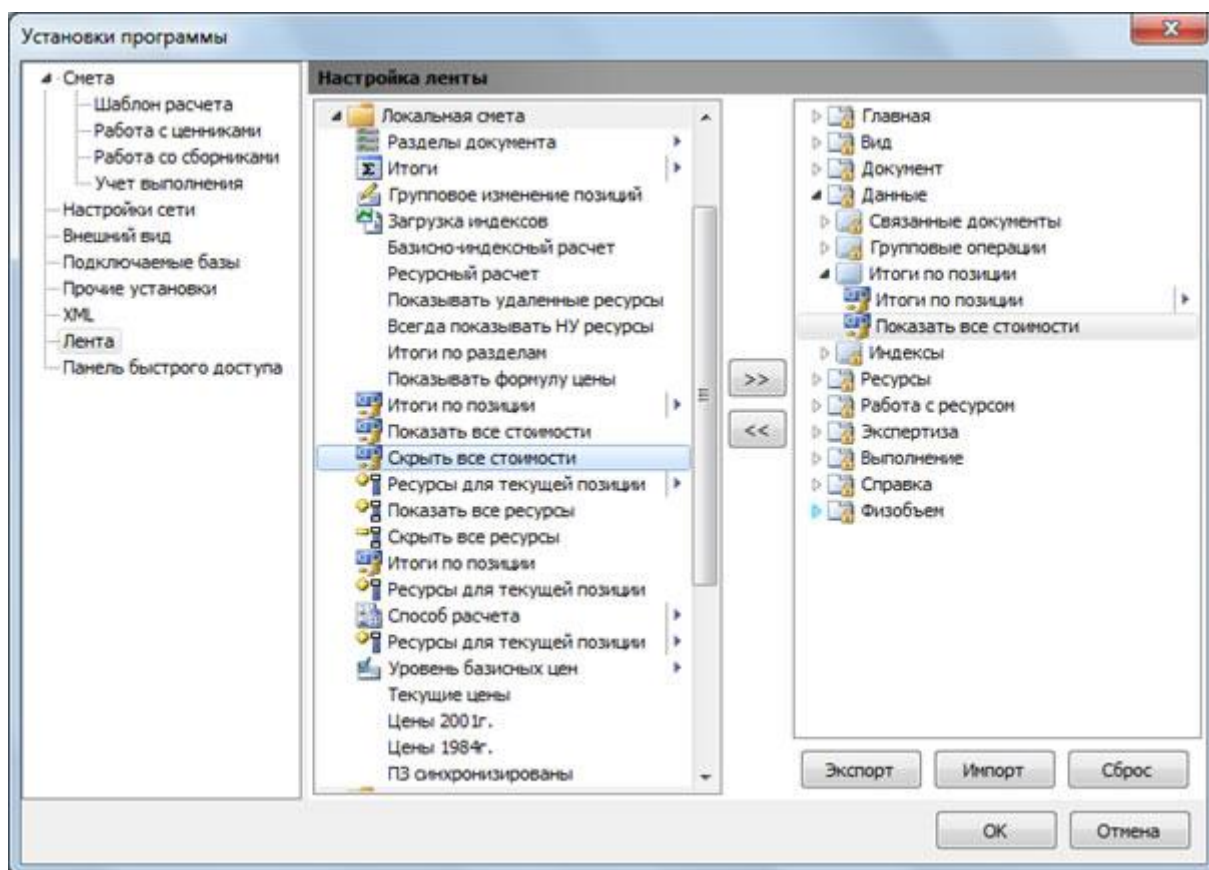 Установки программы
Смета
Шаблон расчета
Работа с ценниками
Работа со сборниками
Учет выполнения
Настройки сети
Внешний вид
Подключаемые базы
Прочие установки
XML
Лента
Панель быстрого доступа
Настройка ленты
Локальная смета
Разделы документа
Итоги
Групповое изменение позиций
Загрузка индексов
Базисно-индексный расчет
Ресурсный расчет
Показывать удаленные ресурсы
Всегда показывать НУ ресурсы
Итоги по разделам
Показывать формулу цены
Итоги по позиции
Показать все стоимости
Скрыть все стоимости
Ресурсы для текущей позиции
Показать все ресурсы
Скрыть все ресурсы
Итоги по позиции
Ресурсы для текущей позиции
Способ расчета
Ресурсы для текущей позиции
Уровень базисных цен
Текущие цены
Цены 2001г.
Цены 1984г.
ПЗ синхронизированы
>>
<<
Главная
Вид
Документ
Данные
Связанные документы
Групповые операции
Итоги по позиции
Итоги по позиции
Показать все стоимости
Индексы
Ресурсы
Работа с ресурсом
Экспертиза
Выполнение
Справка
Физобъем
Экспорт
Импорт
Сброс
ОК
Отмена